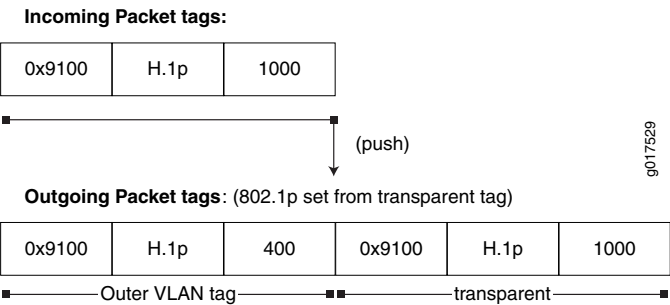 Incoming Packet tags:
0x9100 H.1p 1000
(push)
g017529
Outgoing Packet tags: (802.1p set from transparent tag)
0x9100 H.1p 400 0x9100 H.1p 1000
Outer VLAN tag transparent